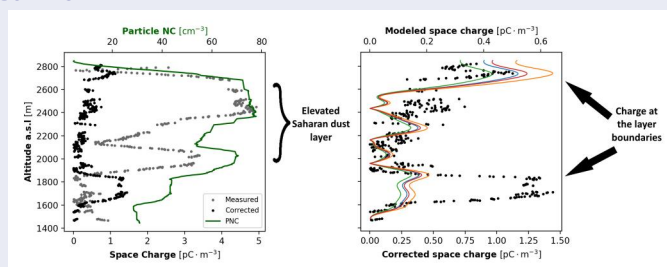 Particle NC [cm⁻³]
20 40 60 80
2800
2600
2400
2200
2000
1800
1600
1400
Altitude a.s.l [m]
0 1 2 3 4 5
Space Charge [pC·m⁻³]
Measured
Corrected
PNC
Elevated
Saharan dust
layer
Modeled space charge [pC·m⁻³]
0.0 0.2 0.4 0.6
0.00 0.25 0.50 0.75 1.00 1.25 1.50
Corrected space charge [pC·m⁻³]
Charge at
the layer
boundaries